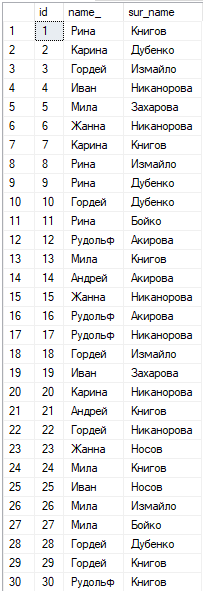 id name_ sur_name
1 1 Рина Книгов
2 2 Карина Дубенко
3 3 Гордей Измайло
4 4 Иван Никанорова
5 5 Мила Захарова
6 6 Жанна Никанорова
7 7 Карина Книгов
8 8 Рина Измайло
9 9 Рина Дубенко
10 10 Гордей Дубенко
11 11 Рина Бойко
12 12 Рудольф Акирова
13 13 Мила Книгов
14 14 Андрей Акирова
15 15 Жанна Никанорова
16 16 Рудольф Акирова
17 17 Рудольф Никанорова
18 18 Гордей Измайло
19 19 Иван Захарова
20 20 Карина Никанорова
21 21 Андрей Книгов
22 22 Гордей Никанорова
23 23 Жанна Носов
24 24 Мила Книгов
25 25 Иван Носов
26 26 Мила Измайло
27 27 Мила Бойко
28 28 Гордей Дубенко
29 29 Гордей Книгов
30 30 Рудольф Книгов